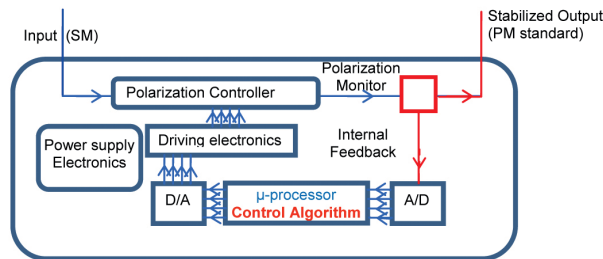 Input (SM)
Stabilized Output
(PM standard)
Polarization Controller
Polarization
Monitor
Driving electronics
Power supply
Electronics
Internal
Feedback
D/A
µ-processor
Control Algorithm
A/D